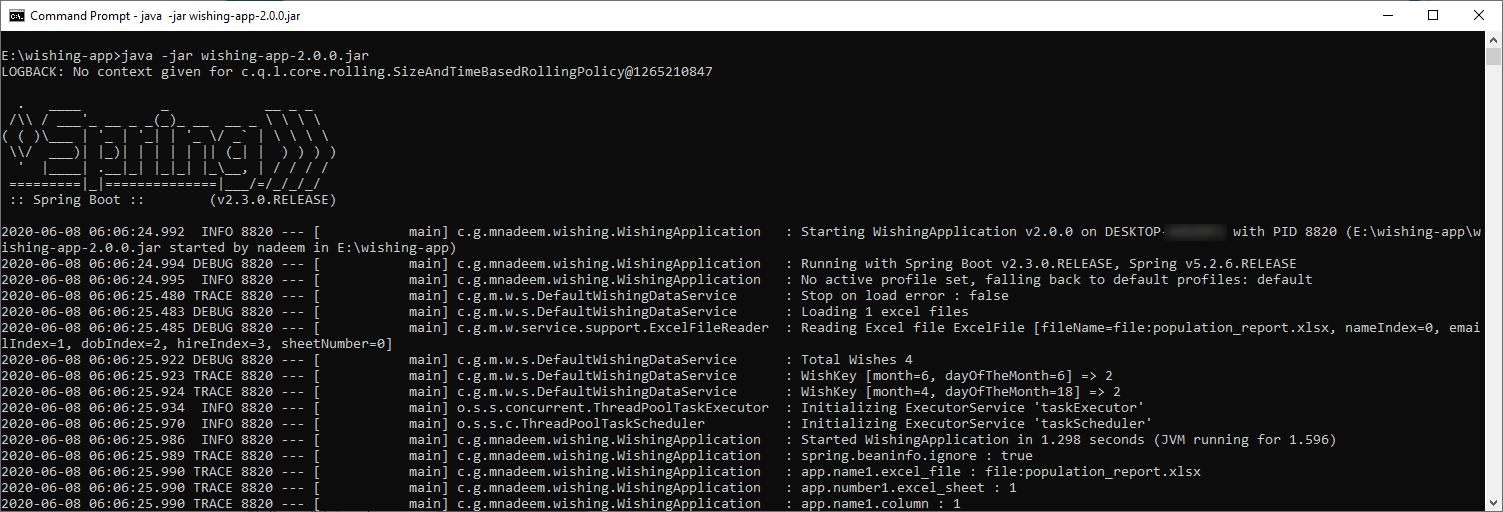 Command Prompt - java  -jar wishing-app-2.0.0.jar
E:\wishing-app>java -jar wishing-app-2.0.0.jar
LOGBACK: No context given for c.q.l.core.rolling.SizeAndTimeBasedRollingPolicy@1265210847
  .   ____          _            __ _ _
 /\\ / ___'_ __ _ _(_)_ __  __ _ \ \ \ \
( ( )\___ | '_ | '_| | '_ \/ _` | \ \ \ \
 \\/  ___)| |_)| | | | | || (_| |  ) ) ) )
  '  |____| .__|_| |_|_| |_\__, | / / / /
 =========|_|==============|___/=/_/_/_/
 :: Spring Boot ::        (v2.3.0.RELEASE)
2020-06-08 06:06:24.992  INFO 8820 --- [           main] c.g.mnadeem.wishing.WishingApplication   : Starting WishingApplication v2.0.0 on DESKTOP- with PID 8820 (E:\wishing-app\w
ishing-app-2.0.0.jar started by nadeem in E:\wishing-app)
2020-06-08 06:06:24.994 DEBUG 8820 --- [           main] c.g.mnadeem.wishing.WishingApplication   : Running with Spring Boot v2.3.0.RELEASE, Spring v5.2.6.RELEASE
2020-06-08 06:06:24.995  INFO 8820 --- [           main] c.g.mnadeem.wishing.WishingApplication   : No active profile set, falling back to default profiles: default
2020-06-08 06:06:25.480 TRACE 8820 --- [           main] c.g.m.w.s.DefaultWishingDataService      : Stop on load error : false
2020-06-08 06:06:25.483 DEBUG 8820 --- [           main] c.g.m.w.s.DefaultWishingDataService      : Loading 1 excel files
2020-06-08 06:06:25.485 DEBUG 8820 --- [           main] c.g.m.w.service.support.ExcelFileReader  : Reading Excel file ExcelFile [fileName=file:population_report.xlsx, nameIndex=0, emai
lIndex=1, dobIndex=2, hireIndex=3, sheetNumber=0]
2020-06-08 06:06:25.922 DEBUG 8820 --- [           main] c.g.m.w.s.DefaultWishingDataService      : Total Wishes 4
2020-06-08 06:06:25.923 TRACE 8820 --- [           main] c.g.m.w.s.DefaultWishingDataService      : WishKey [month=6, dayOfTheMonth=6] => 2
2020-06-08 06:06:25.924 TRACE 8820 --- [           main] c.g.m.w.s.DefaultWishingDataService      : WishKey [month=4, dayOfTheMonth=18] => 2
2020-06-08 06:06:25.934  INFO 8820 --- [           main] o.s.s.concurrent.ThreadPoolTaskExecutor  : Initializing ExecutorService 'taskExecutor'
2020-06-08 06:06:25.970  INFO 8820 --- [           main] o.s.s.c.ThreadPoolTaskScheduler          : Initializing ExecutorService 'taskScheduler'
2020-06-08 06:06:25.986  INFO 8820 --- [           main] c.g.mnadeem.wishing.WishingApplication   : Started WishingApplication in 1.298 seconds (JVM running for 1.596)
2020-06-08 06:06:25.989 TRACE 8820 --- [           main] c.g.mnadeem.wishing.WishingApplication   : spring.beaninfo.ignore : true
2020-06-08 06:06:25.990 TRACE 8820 --- [           main] c.g.mnadeem.wishing.WishingApplication   : app.name1.excel_file : file:population_report.xlsx
2020-06-08 06:06:25.990 TRACE 8820 --- [           main] c.g.mnadeem.wishing.WishingApplication   : app.number1.excel_sheet : 1
2020-06-08 06:06:25.990 TRACE 8820 --- [           main] c.g.mnadeem.wishing.WishingApplication   : app.name1.column : 1